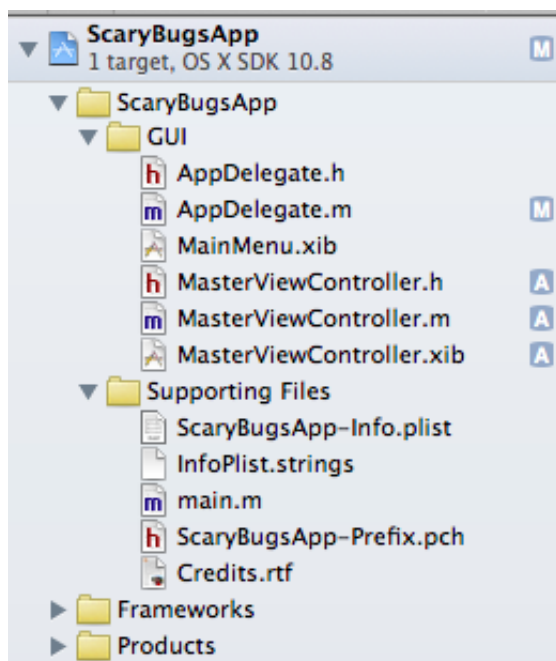 ScaryBugsApp M
1 target, OS X SDK 10.8
ScaryBugsApp
GUI
h AppDelegate.h
m AppDelegate.m M
MainMenu.xib
h MasterViewController.h A
m MasterViewController.m A
MasterViewController.xib A
Supporting Files
ScaryBugsApp-Info.plist
InfoPlist.strings
m main.m
h ScaryBugsApp-Prefix.pch
Credits.rtf
Frameworks
Products